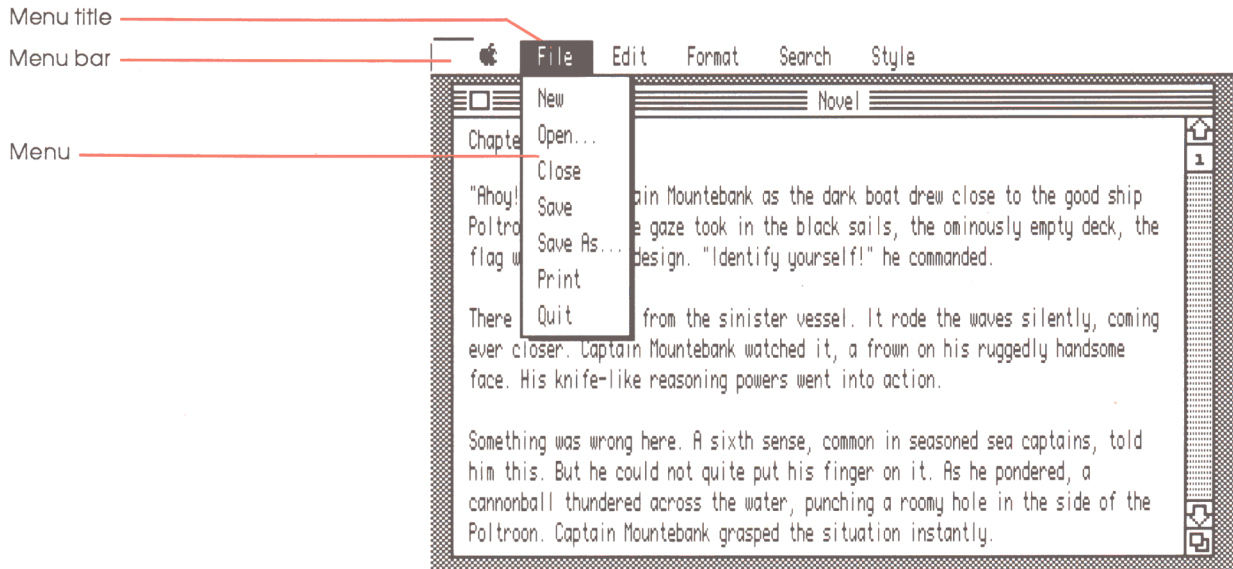 Menu title
Menu bar
File Edit Format Search Style
Novel
New
Open...
Menu
Close
Save
Save As...
Print
Quit
1
Chapte
"Ahoy! ain Mountebank as the dark boat drew close to the good ship
Poltro e gaze took in the black sails, the ominously empty deck, the
flag w design. "Identify yourself!" he commanded.
There from the sinister vessel. It rode the waves silently, coming
ever closer. Captain Mountebank watched it, a frown on his ruggedly handsome
face. His knife-like reasoning powers went into action.
Something was wrong here. A sixth sense, common in seasoned sea captains, told
him this. But he could not quite put his finger on it. As he pondered, a
cannonball thundered across the water, punching a roomy hole in the side of the
Poltroon. Captain Mountebank grasped the situation instantly.